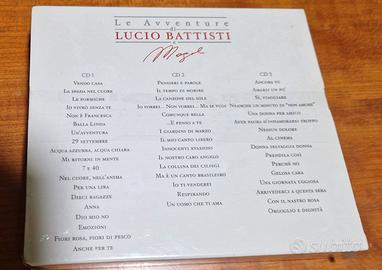 Le Avventure
di
LUCIO BATTISTI
e
Mogol
CD 1
Vendo casa
La spada nel cuore
Le formiche
Io vivrò senza te
Non è Francesca
Balla Linda
Un'avventura
29 settembre
Acqua azzurra, acqua chiara
Mi ritorni in mente
7 x 40
Nel cuore, nell'anima
Per una lira
Dieci ragazze
Anna
Dio mio no
Emozioni
Fiori rosa, fiori di pesco
Anche per te
CD 2
Pensieri e parole
Il tempo di morire
La canzone del sole
Io vorrei... non vorrei... ma se vuoi
Comunque bella
...E penso a te
I giardini di marzo
Il mio canto libero
Innocenti evasioni
Il nostro caro angelo
La collina dei ciliegi
Ma è un canto brasileiro
Io ti venderei
Respirando
Un uomo che ti ama
CD 3
Ancora tu
Amarsi un po'
Sì, viaggiare
Neanche un minuto di "non amore"
Una donna per amico
Aver paura d'innamorarsi troppo
Nessun dolore
Al cinema
Donna selvaggia donna
Prendila così
Perché no
Gelosa cara
Una giornata uggiosa
Arrivederci a questa sera
Con il nastro rosa
Orgoglio e dignità
subito.it